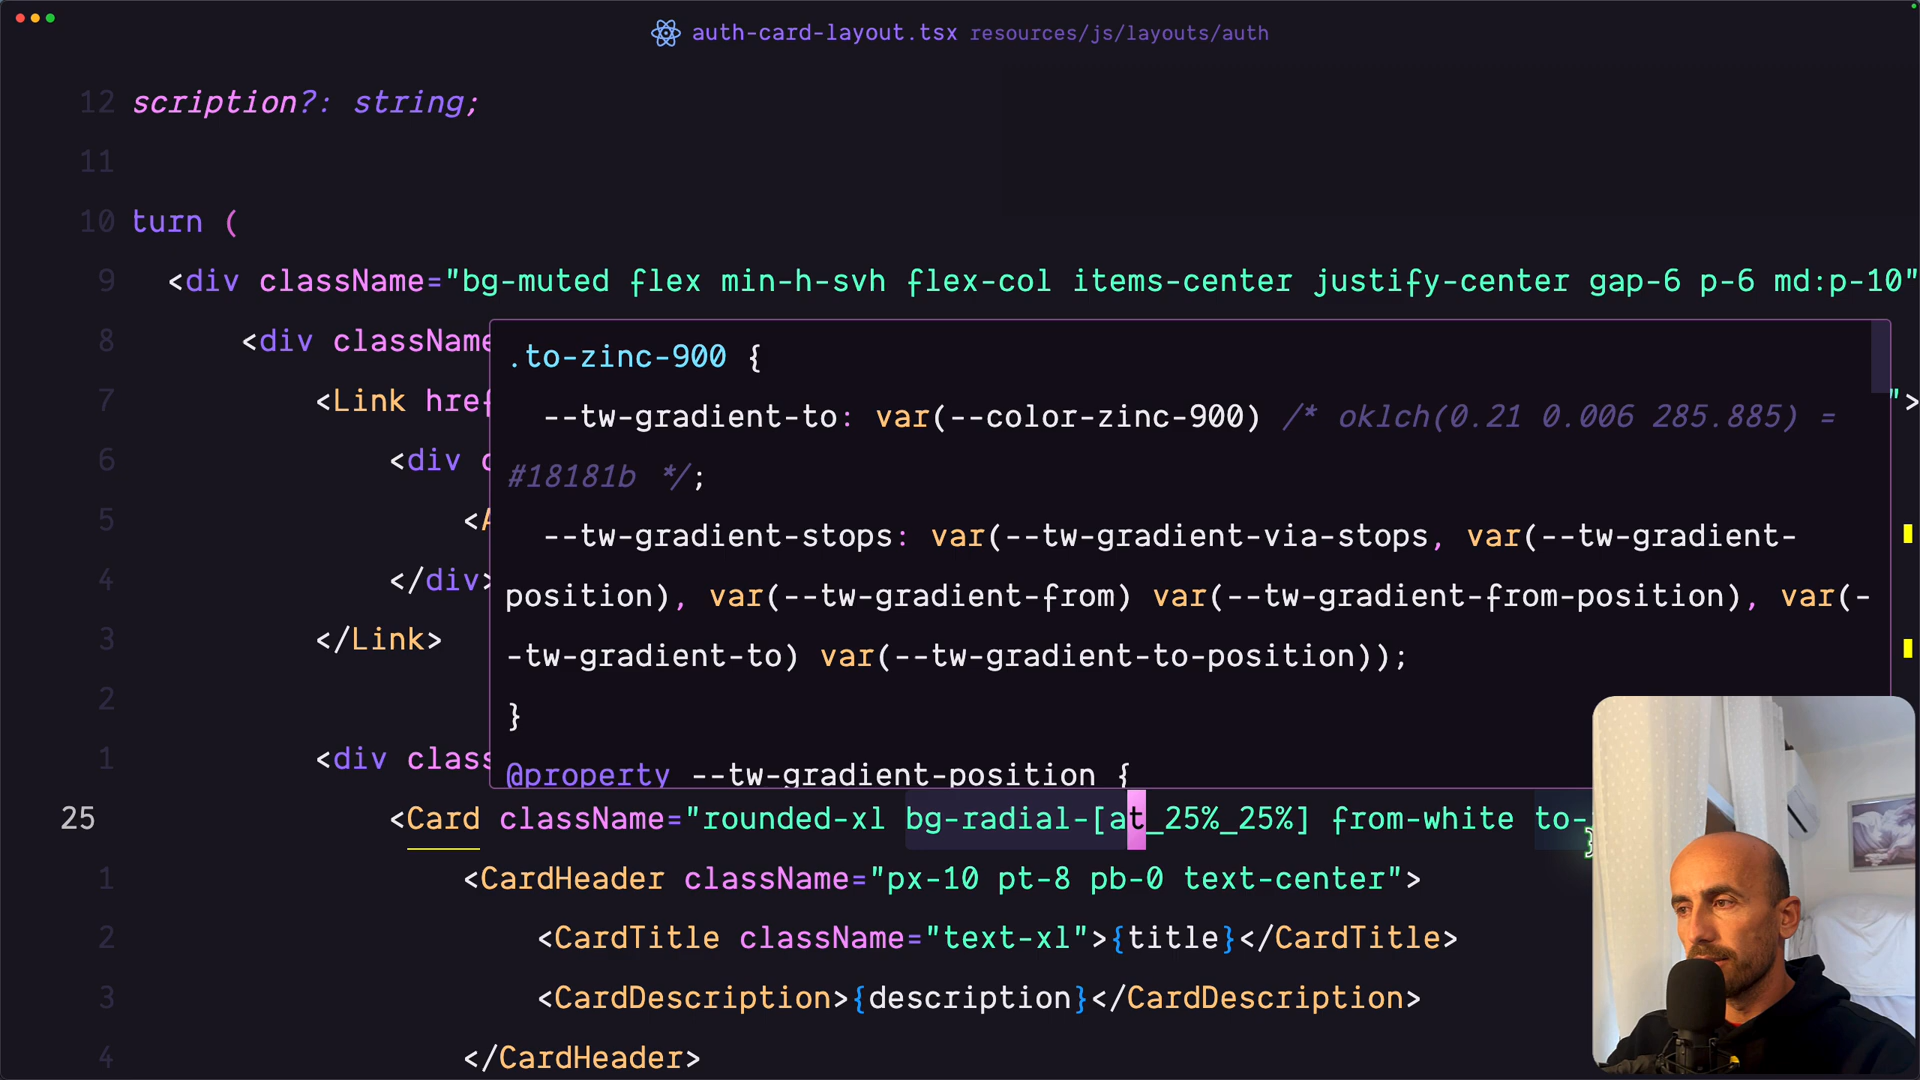 auth-card-layout.tsx resources/js/layouts/auth
12 scription?: string;
11
10 turn (
9 <div className="bg-muted flex min-h-svh flex-col items-center justify-center gap-6 p-6 md:p-10"
8 <div className
7 <Link href ">
6 <div c
5 <A
4 </div>
3 </Link>
2
1 <div class
.to-zinc-900 {
--tw-gradient-to: var(--color-zinc-900) /* oklch(0.21 0.006 285.885) =
#18181b */;
--tw-gradient-stops: var(--tw-gradient-via-stops, var(--tw-gradient-
position), var(--tw-gradient-from) var(--tw-gradient-from-position), var(-
-tw-gradient-to) var(--tw-gradient-to-position));
}
@property --tw-gradient-position {
25 <Card className="rounded-xl bg-radial-[at_25%_25%] from-white to-
1 <CardHeader className="px-10 pt-8 pb-0 text-center">
2 <CardTitle className="text-xl">{title}</CardTitle>
3 <CardDescription>{description}</CardDescription>
4 </CardHeader>